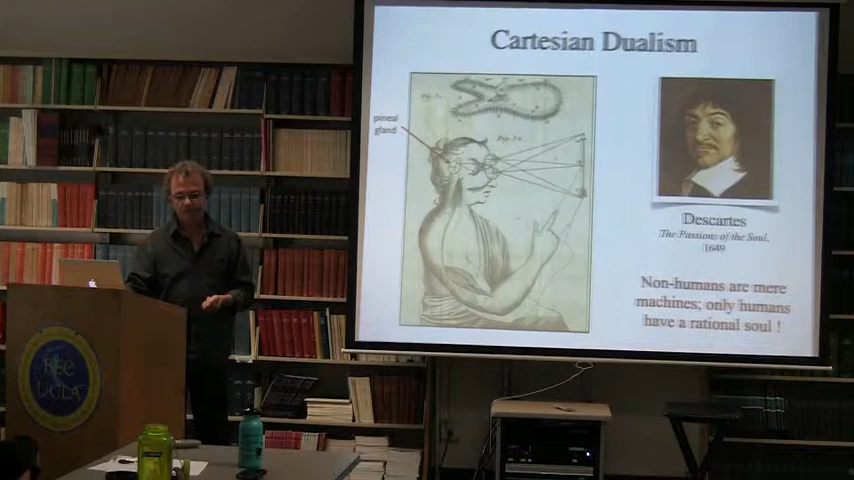 Cartesian Dualism
pineal
gland
Descartes
The Passions of the Soul,
1649
Non-humans are mere
machines; only humans
have a rational soul !
UCLA